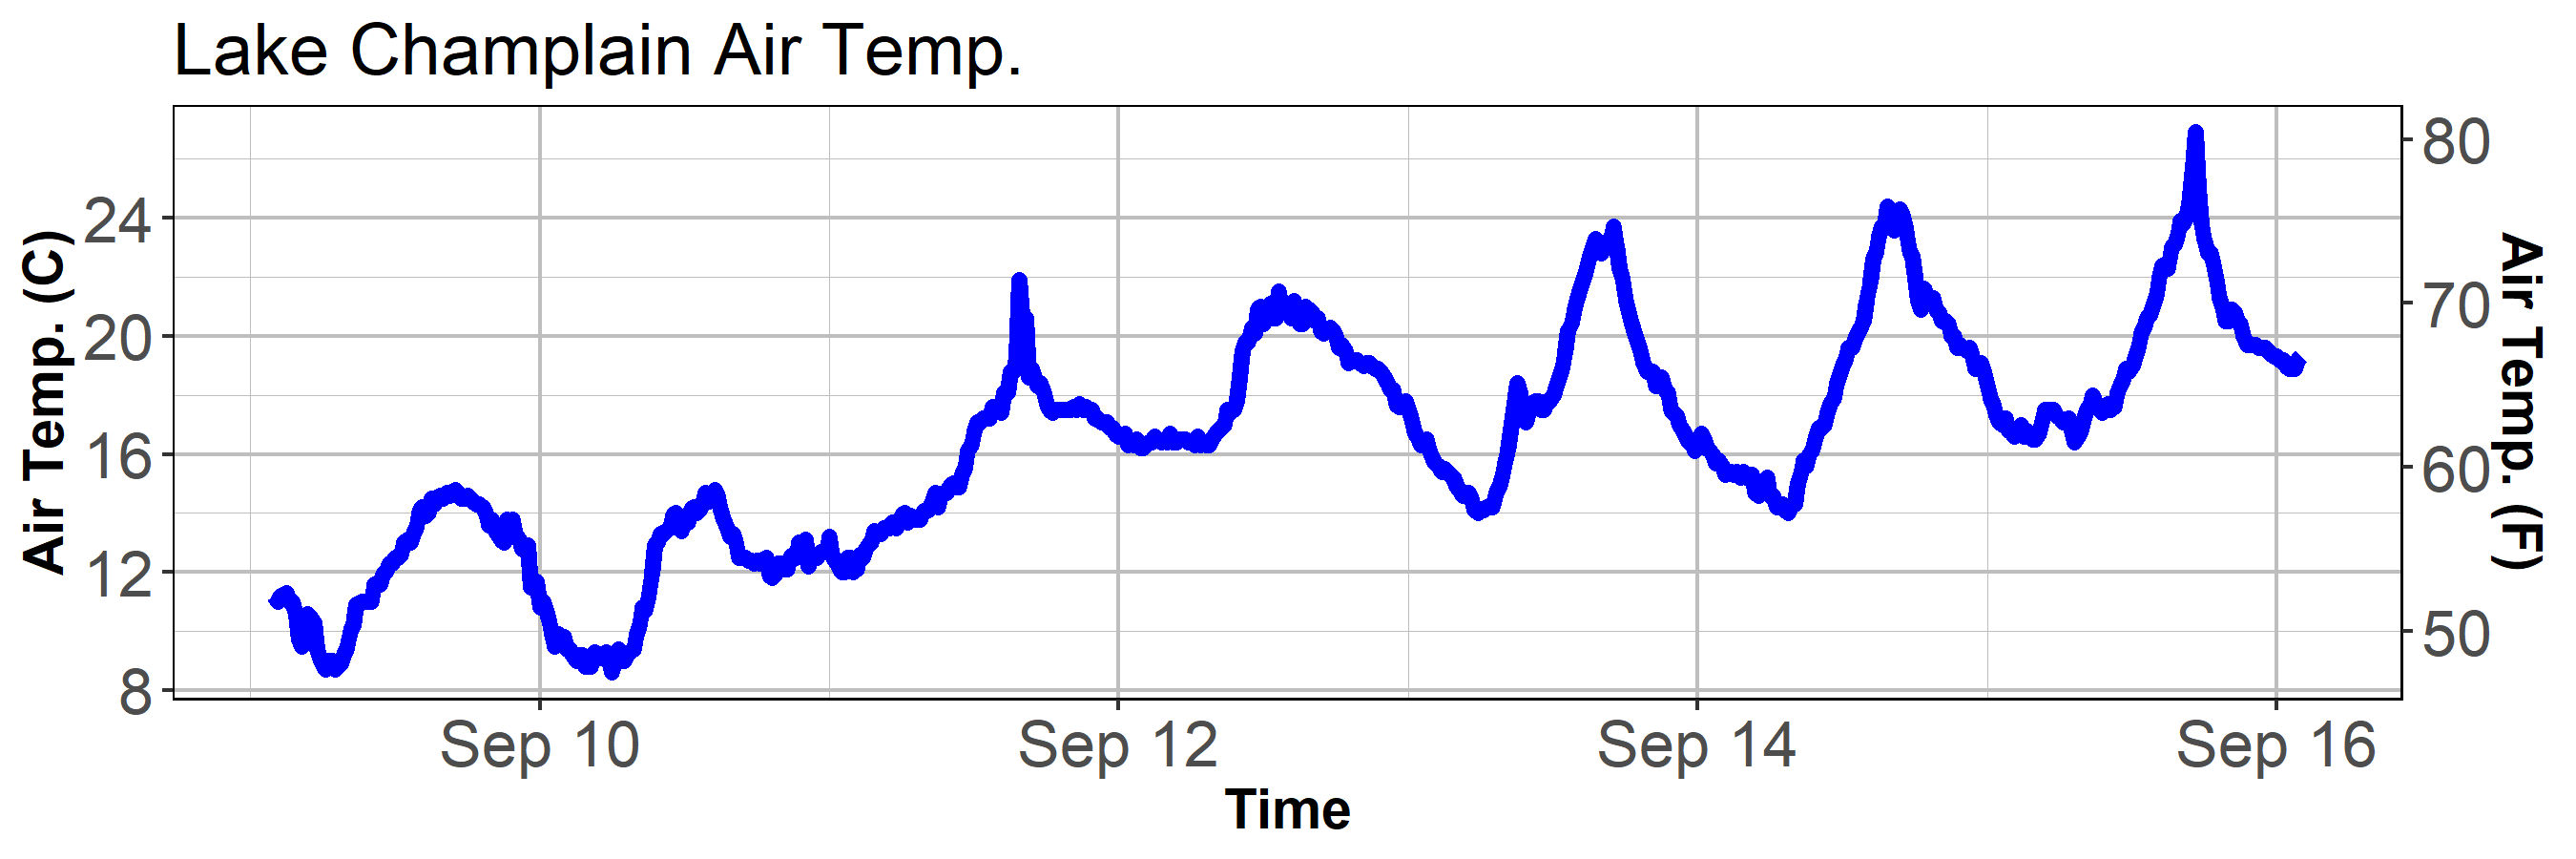 Lake Champlain Air Temp.
Air Temp. (C)
24
20
16
12
8
80
70
60
50
Air Temp. (F)
Sep 10 Sep 12 Sep 14 Sep 16
Time